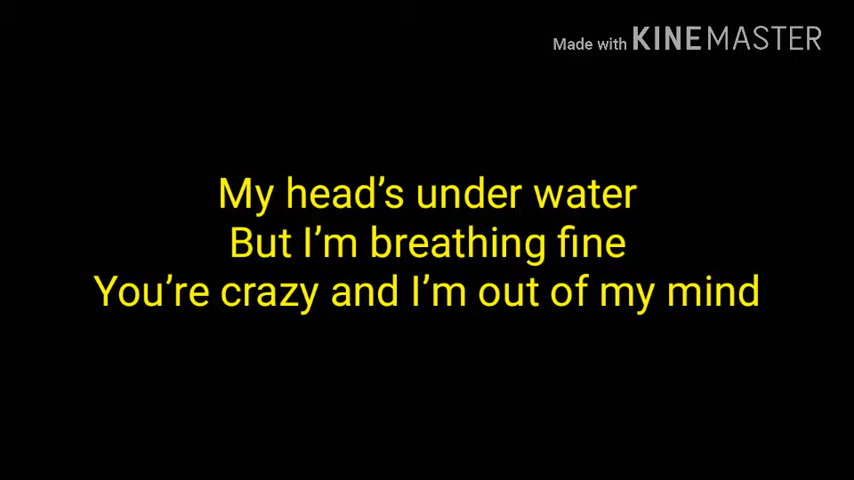 Made with KINEMASTER
My head’s under water
But I’m breathing fine
You’re crazy and I’m out of my mind